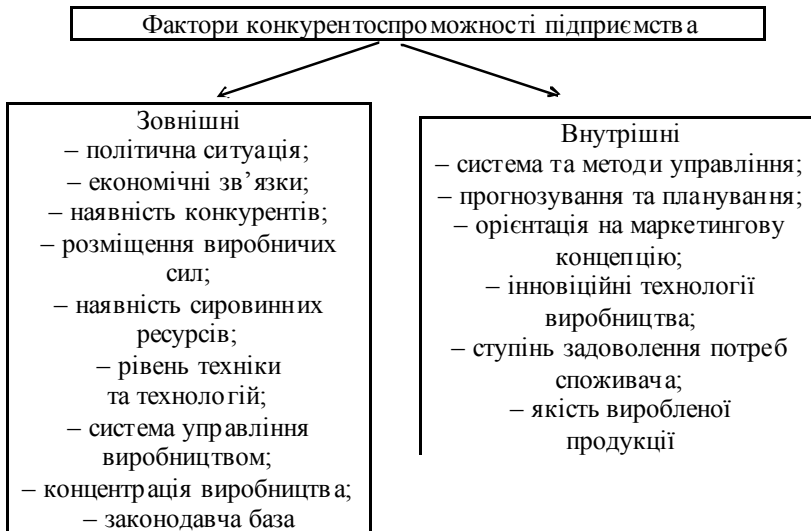 Фактори конкурентоспроможності підприємства
Зовнішні
– політична ситуація;
– економічні зв’язки;
– наявність конкурентів;
– розміщення виробничих
сил;
– наявність сировинних
ресурсів;
– рівень техніки
та технологій;
– система управління
виробництвом;
– концентрація виробництва;
– законодавча база
Внутрішні
– система та методи управління;
– прогнозування та планування;
– орієнтація на маркетингову
концепцію;
– інновіційні технології
виробництва;
– ступінь задоволення потреб
споживача;
– якість виробленої
продукції